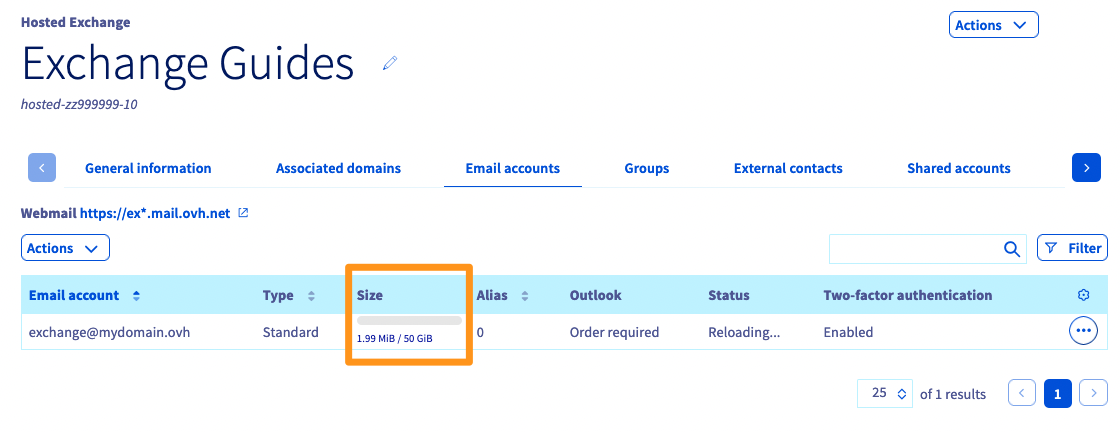 Hosted Exchange
Actions
Exchange Guides
hosted-zz999999-10
General information Associated domains Email accounts Groups External contacts Shared accounts
Webmail https://ex*.mail.ovh.net
Actions
Filter
Email account Type Size Alias Outlook Status Two-factor authentication
exchange@mydomain.ovh Standard 1.99 MiB / 50 GiB 0 Order required Reloading... Enabled
25 of 1 results 1